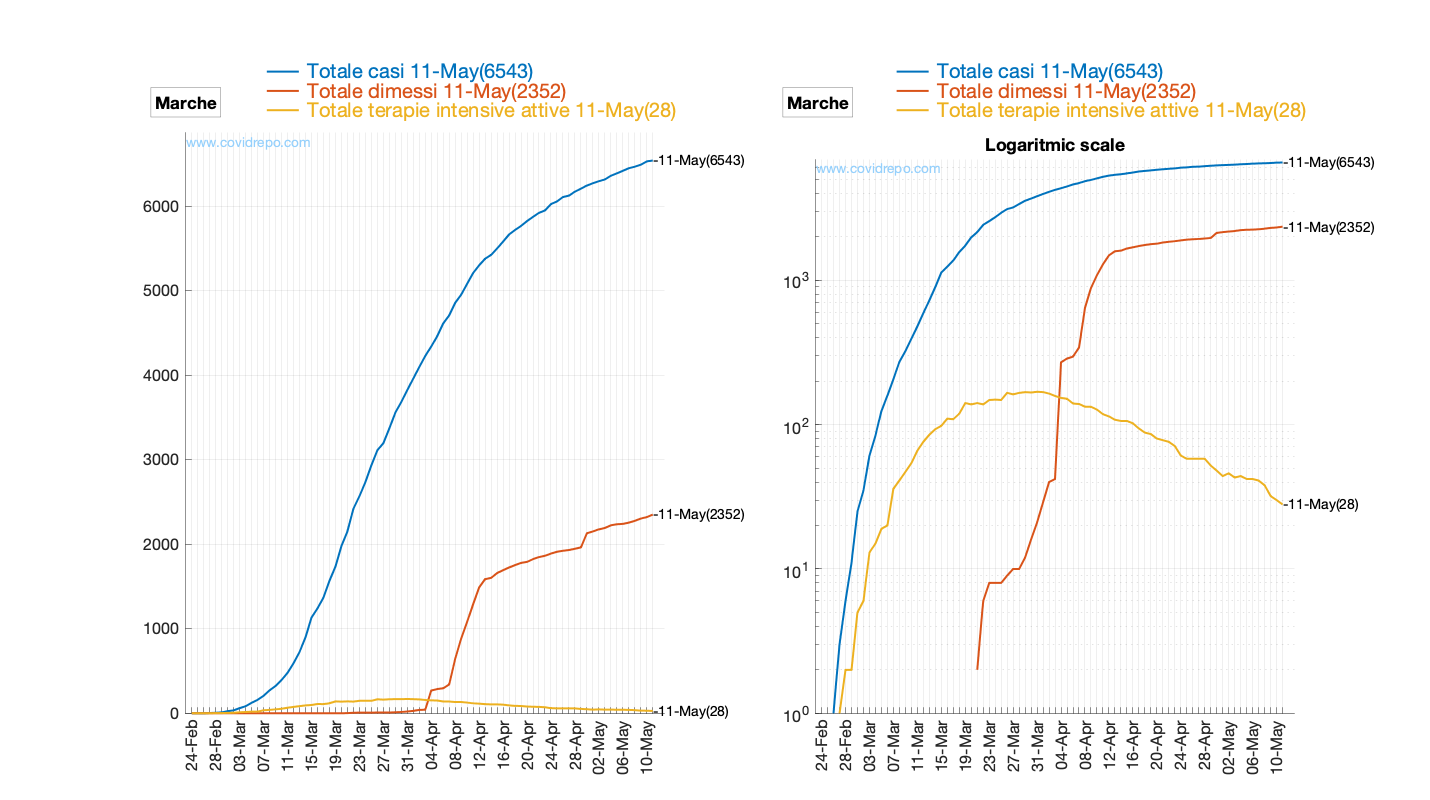 Totale casi 11-May(6543)
Totale dimessi 11-May(2352)
Totale terapie intensive attive 11-May(28)
Marche
www.covidrepo.com
6000
5000
4000
3000
2000
1000
0
-11-May(6543)
-11-May(2352)
-11-May(28)
24-Feb
28-Feb
03-Mar
07-Mar
11-Mar
15-Mar
19-Mar
23-Mar
27-Mar
31-Mar
04-Apr
08-Apr
12-Apr
16-Apr
20-Apr
24-Apr
28-Apr
02-May
06-May
10-May
Totale casi 11-May(6543)
Totale dimessi 11-May(2352)
Totale terapie intensive attive 11-May(28)
Marche
Logaritmic scale
www.covidrepo.com
10³
10²
10¹
10⁰
-11-May(6543)
-11-May(2352)
-11-May(28)
24-Feb
28-Feb
03-Mar
07-Mar
11-Mar
15-Mar
19-Mar
23-Mar
27-Mar
31-Mar
04-Apr
08-Apr
12-Apr
16-Apr
20-Apr
24-Apr
28-Apr
02-May
06-May
10-May